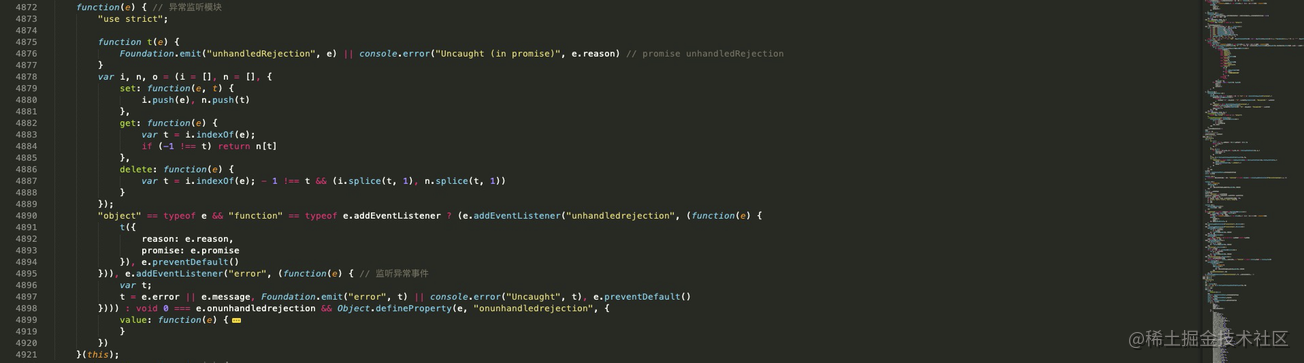 4872 function(e) { // 异常监听模块
4873 "use strict";
4874
4875 function t(e) {
4876 Foundation.emit("unhandledRejection", e) || console.error("Uncaught (in promise)", e.reason) // promise unhandledRejection
4877 }
4878 var i, n, o = (i = [], n = [], {
4879 set: function(e, t) {
4880 i.push(e), n.push(t)
4881 },
4882 get: function(e) {
4883 var t = i.indexOf(e);
4884 if (-1 !== t) return n[t]
4885 },
4886 delete: function(e) {
4887 var t = i.indexOf(e); - 1 !== t && (i.splice(t, 1), n.splice(t, 1))
4888 }
4889 });
4890 "object" == typeof e && "function" == typeof e.addEventListener ? (e.addEventListener("unhandledrejection", (function(e) {
4891 t({
4892 reason: e.reason,
4893 promise: e.promise
4894 }), e.preventDefault()
4895 })), e.addEventListener("error", (function(e) { // 监听异常事件
4896 var t;
4897 t = e.error || e.message, Foundation.emit("error", t) || console.error("Uncaught", t), e.preventDefault()
4898 }))) : void 0 === e.onunhandledrejection && Object.defineProperty(e, "onunhandledrejection", {
4899 value: function(e) {
4919 }
4920 })
4921 }(this);
@稀土掘金技术社区